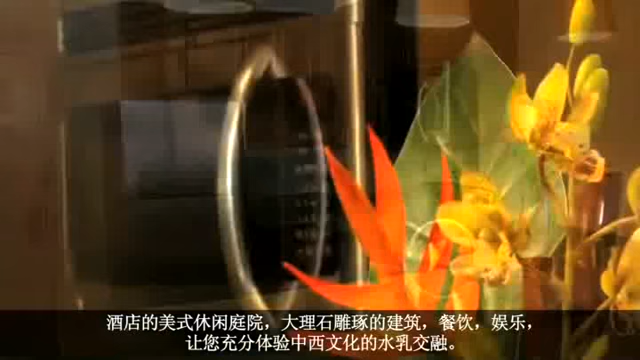 酒店的美式休闲庭院，大理石雕琢的建筑，餐饮，娱乐，
让您充分体验中西文化的水乳交融。